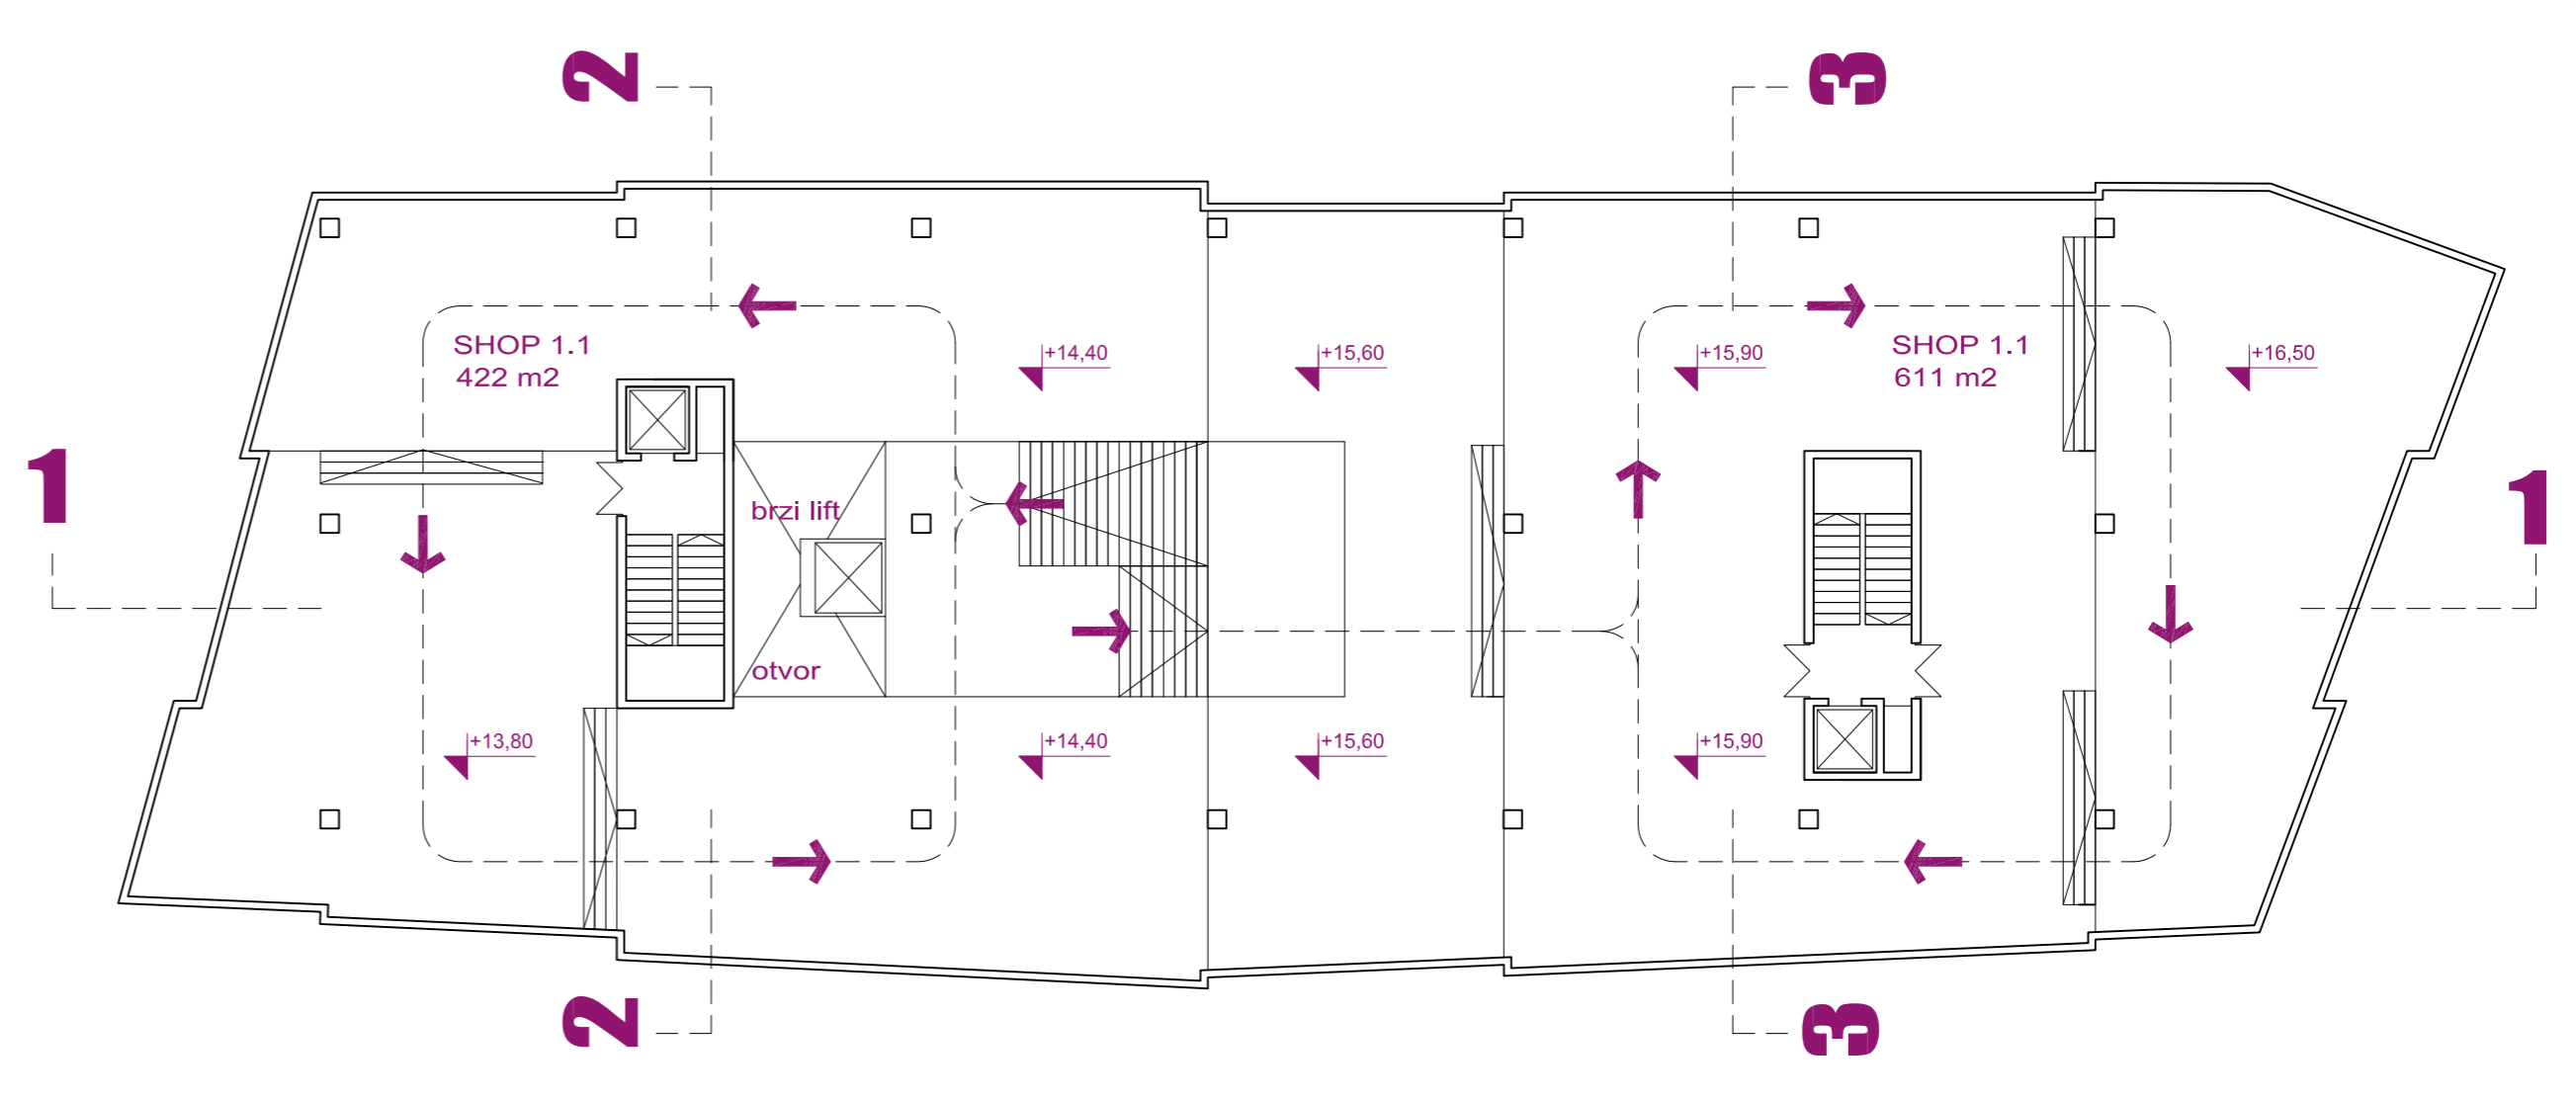 2
3
SHOP 1.1
422 m2
+14,40
+15,60
+15,90
SHOP 1.1
611 m2
+16,50
1
1
brzi lift
otvor
+13,80
+14,40
+15,60
+15,90
2
3